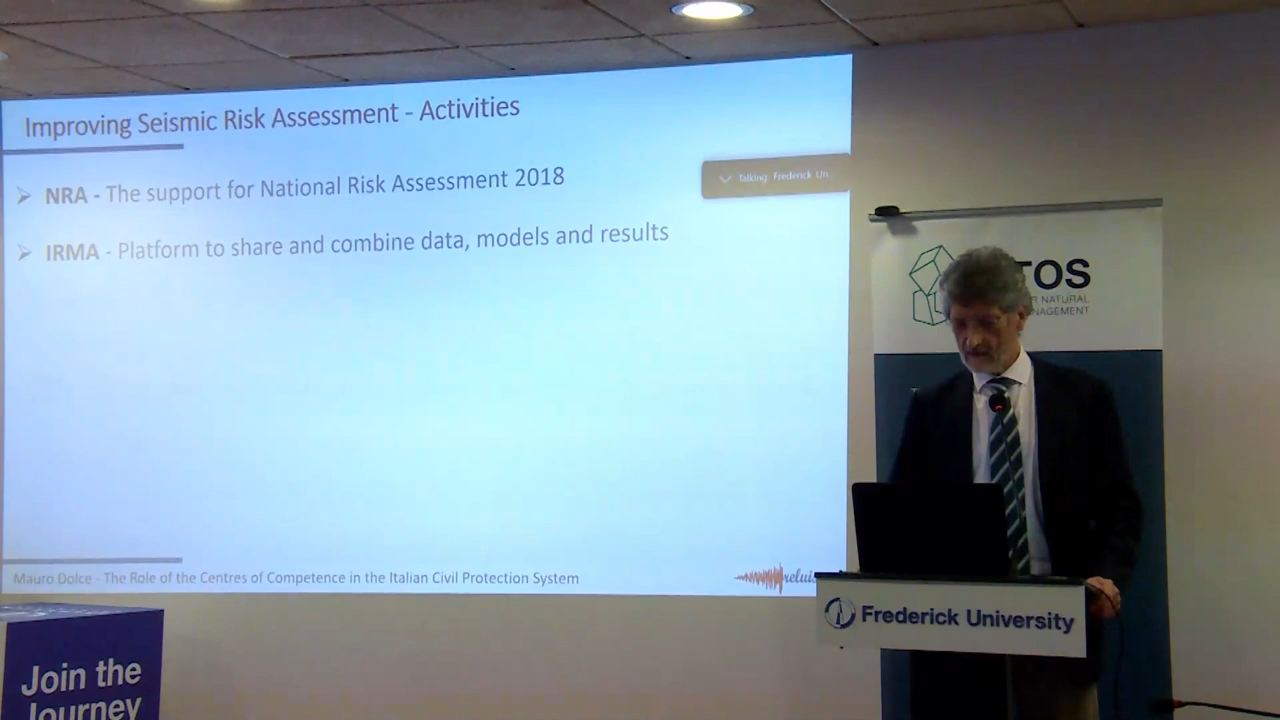 Improving Seismic Risk Assessment - Activities
NRA - The support for National Risk Assessment 2018
IRMA - Platform to share and combine data, models and results
Talking: Frederick Un...
Mauro Dolce - The Role of the Centres of Competence in the Italian Civil Protection System
reluis
TOS
NATURAL
Frederick University
Join the
Journey